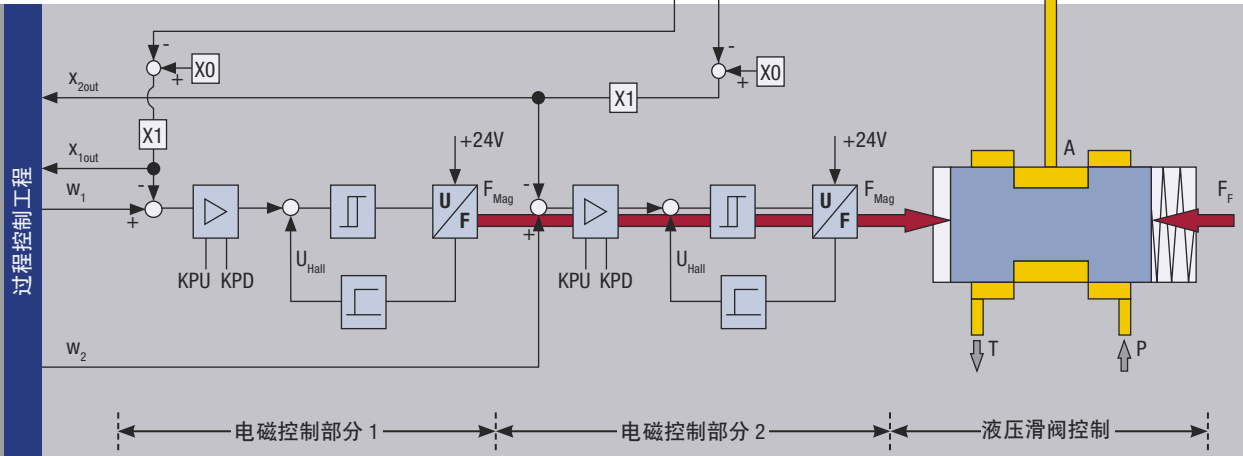 X0
X0
x2out
X1
X1
+24V
+24V
A
x1out
w1
U
F
FMag
U
F
FMag
FF
过程控制工程
UHall
UHall
KPU KPD
KPU KPD
w2
T
P
电磁控制部分 1
电磁控制部分 2
液压滑阀控制